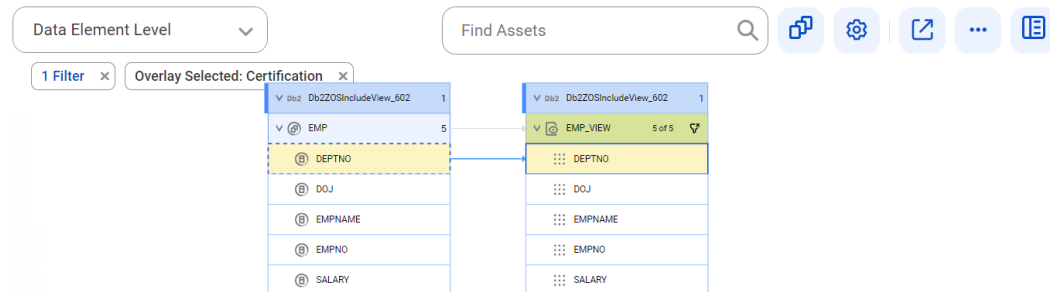 Data Element Level
Find Assets
1 Filter × Overlay Selected: Certification ×
Db2 Db2ZOSIncludeView_602 1
Db2 Db2ZOSIncludeView_602 1
EMP 5
EMP_VIEW 5 of 5
DEPTNO
DEPTNO
DOJ
DOJ
EMPNAME
EMPNAME
EMPNO
EMPNO
SALARY
SALARY